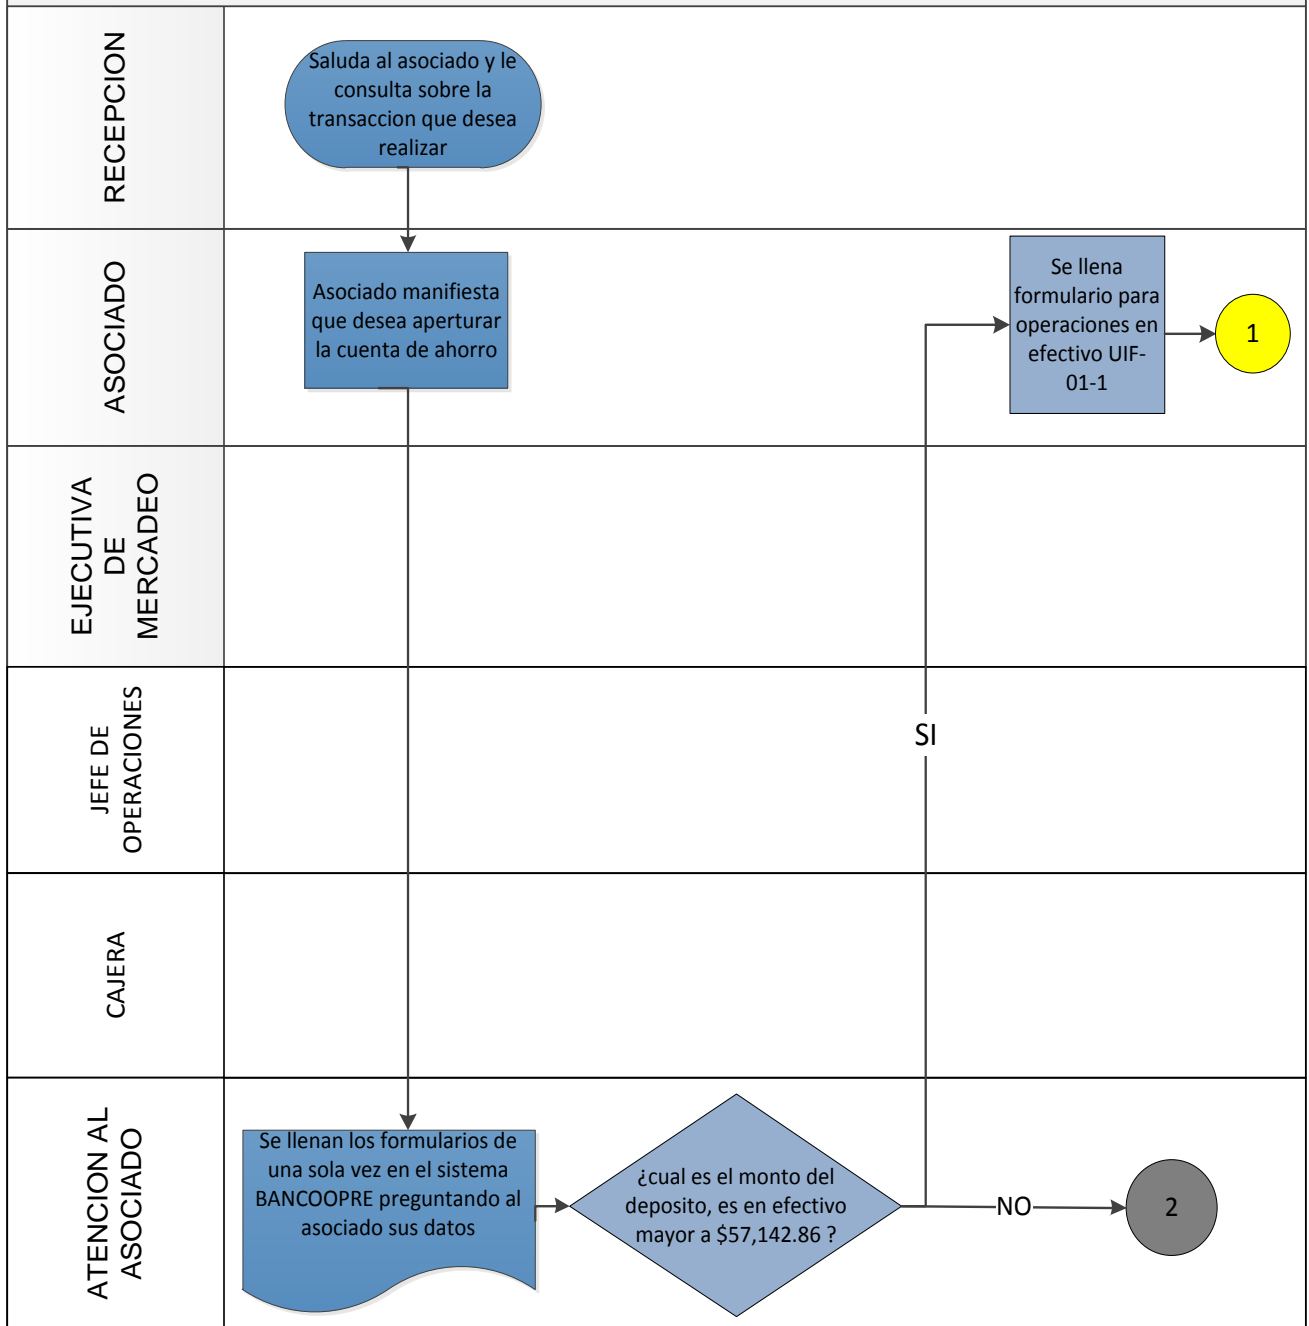 RECEPCION
Saluda al asociado y le
consulta sobre la
transaccion que desea
realizar
ASOCIADO
Asociado manifiesta
que desea aperturar
la cuenta de ahorro
Se llena
formulario para
operaciones en
efectivo UIF-
01-1
1
EJECUTIVA
DE
MERCADEO
JEFE DE
OPERACIONES
SI
CAJERA
ATENCION AL
ASOCIADO
Se llenan los formularios de
una sola vez en el sistema
BANCOOPRE preguntando al
asociado sus datos
¿cual es el monto del
deposito, es en efectivo
mayor a $57,142.86 ?
NO
2